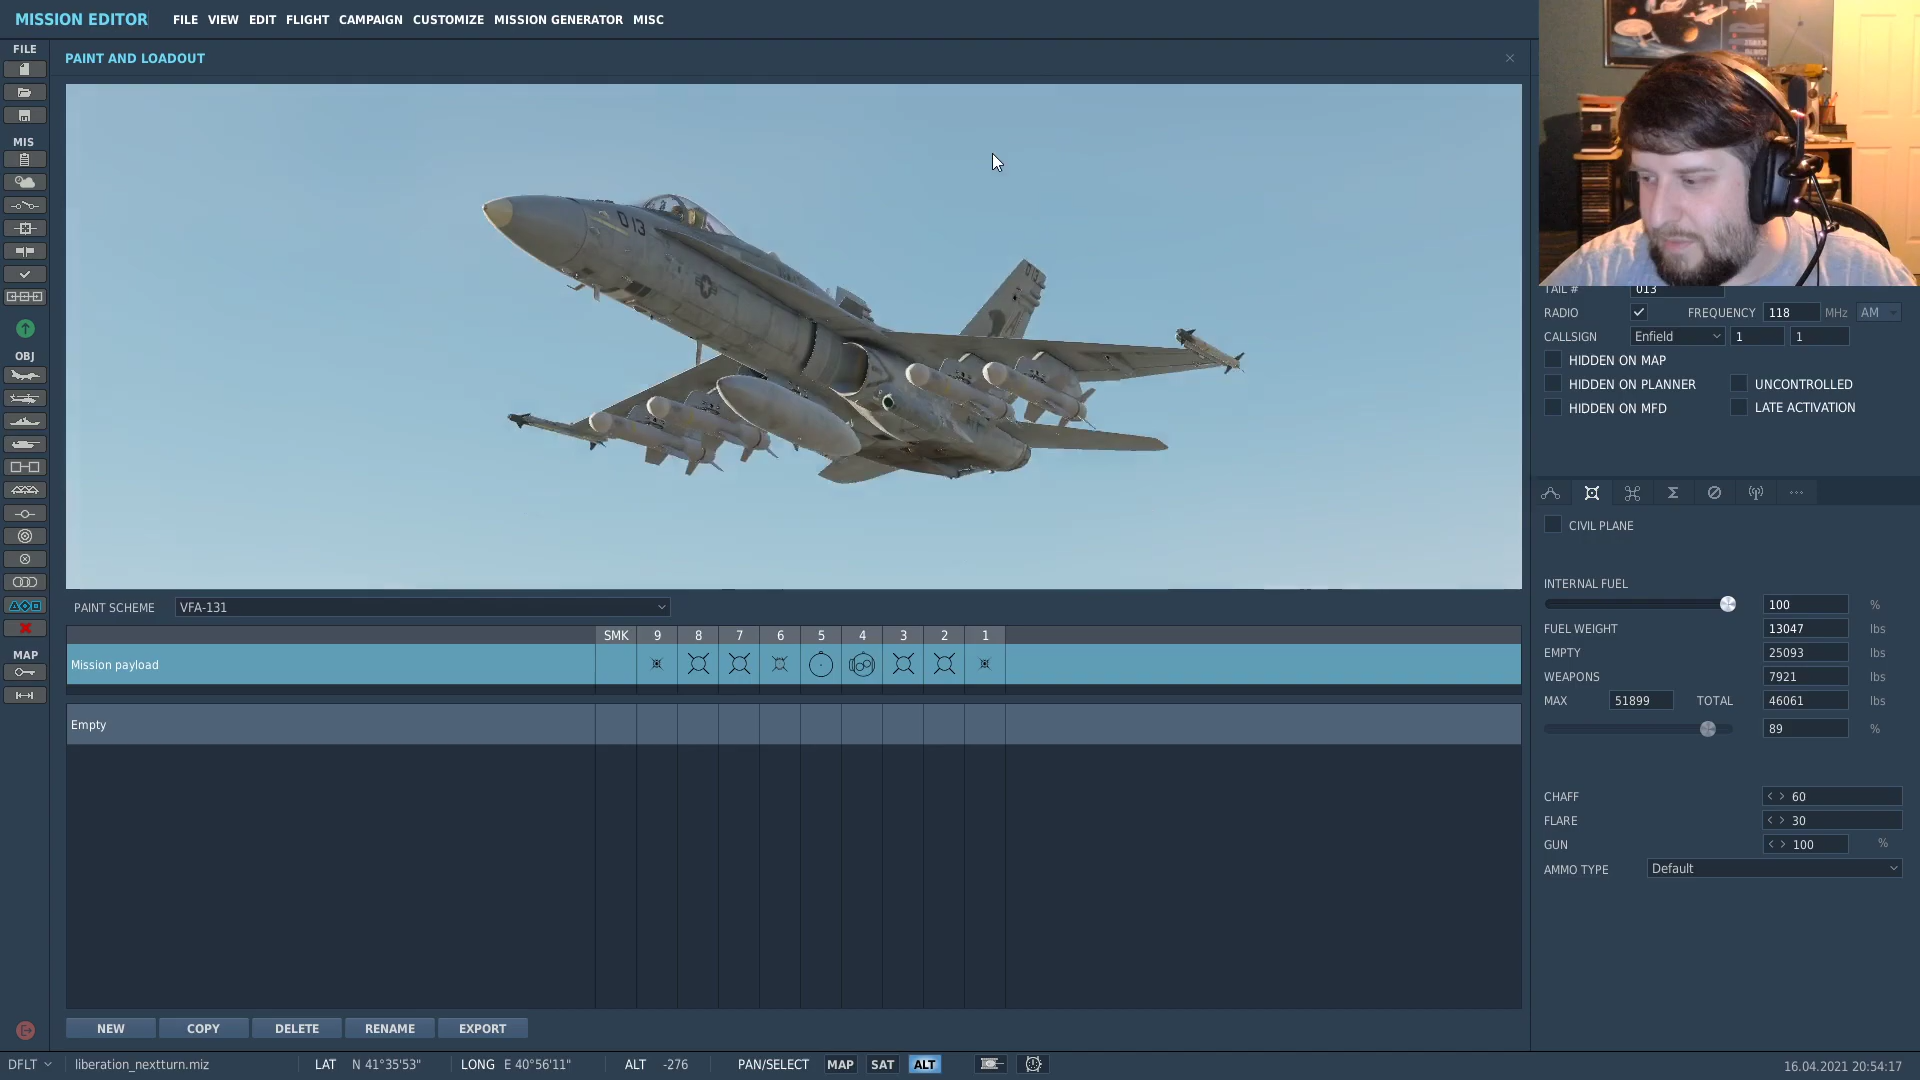 MISSION EDITOR FILE VIEW EDIT FLIGHT CAMPAIGN CUSTOMIZE MISSION GENERATOR MISC
FILE
PAINT AND LOADOUT
MIS
OBJ
MAP
013
013
TAIL # 013
RADIO FREQUENCY 118 MHz AM
CALLSIGN Enfield 1 1
HIDDEN ON MAP
HIDDEN ON PLANNER UNCONTROLLED
HIDDEN ON MFD LATE ACTIVATION
CIVIL PLANE
INTERNAL FUEL
100 %
FUEL WEIGHT 13047 lbs
EMPTY 25093 lbs
WEAPONS 7921 lbs
MAX 51899 TOTAL 46061 lbs
89 %
CHAFF < > 60
FLARE < > 30
GUN < > 100 %
AMMO TYPE Default
PAINT SCHEME VFA-131
SMK 9 8 7 6 5 4 3 2 1
Mission payload
Empty
NEW COPY DELETE RENAME EXPORT
DFLT liberation_nextturn.miz LAT N 41°35'53" LONG E 40°56'11" ALT -276 PAN/SELECT MAP SAT ALT 16.04.2021 20:54:17